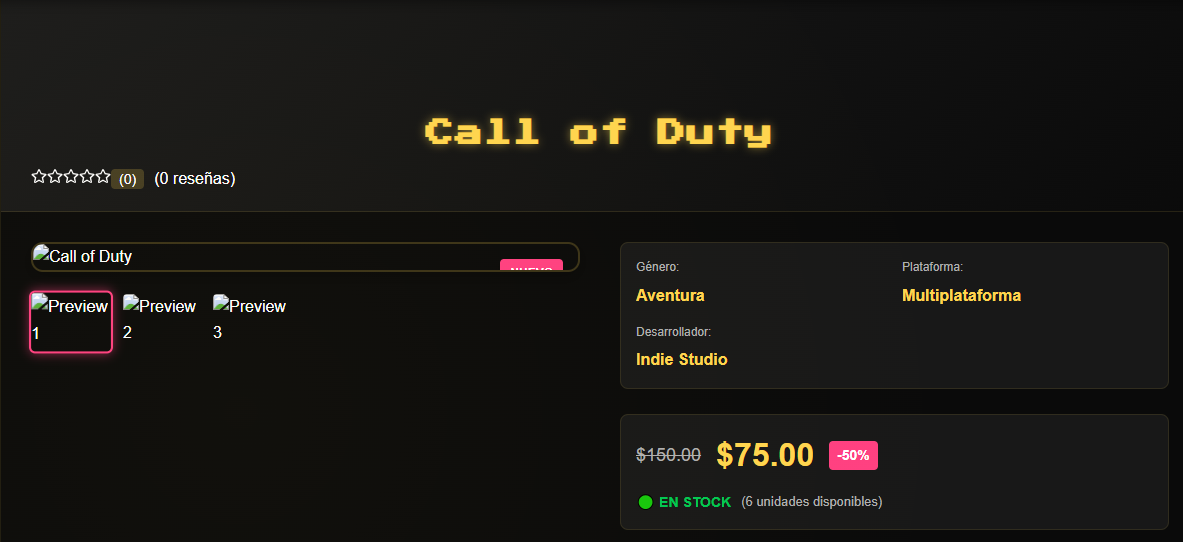 Call of Duty
(0) (0 reseñas)
Call of Duty
NUEVO
Preview 1
Preview 2
Preview 3
Género:
Aventura
Plataforma:
Multiplataforma
Desarrollador:
Indie Studio
$150.00 $75.00 -50%
EN STOCK (6 unidades disponibles)